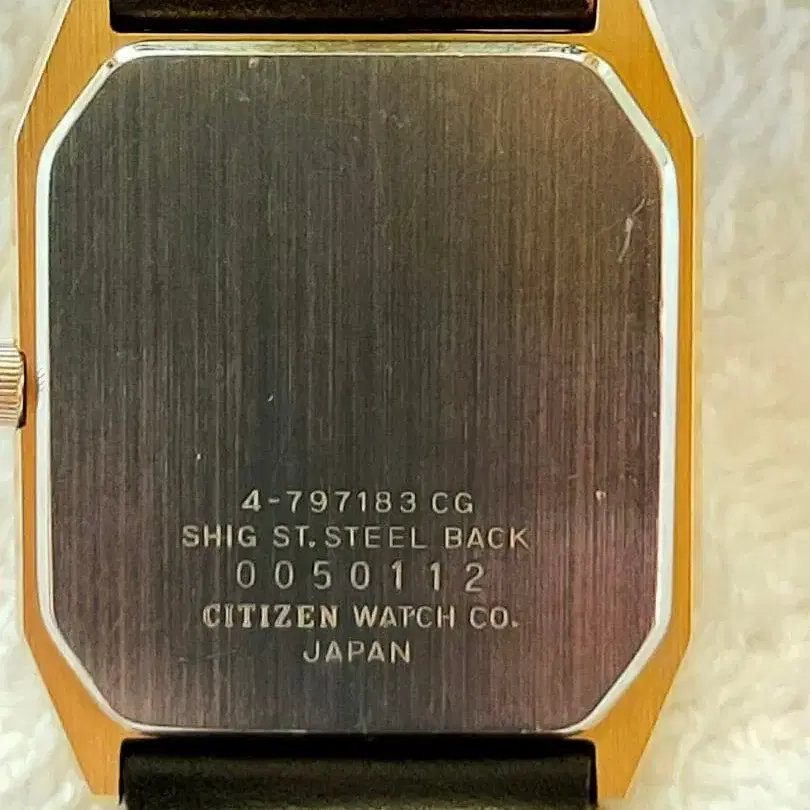 4-797183 CG
SHIG ST. STEEL BACK
0050112
CITIZEN WATCH CO.
JAPAN